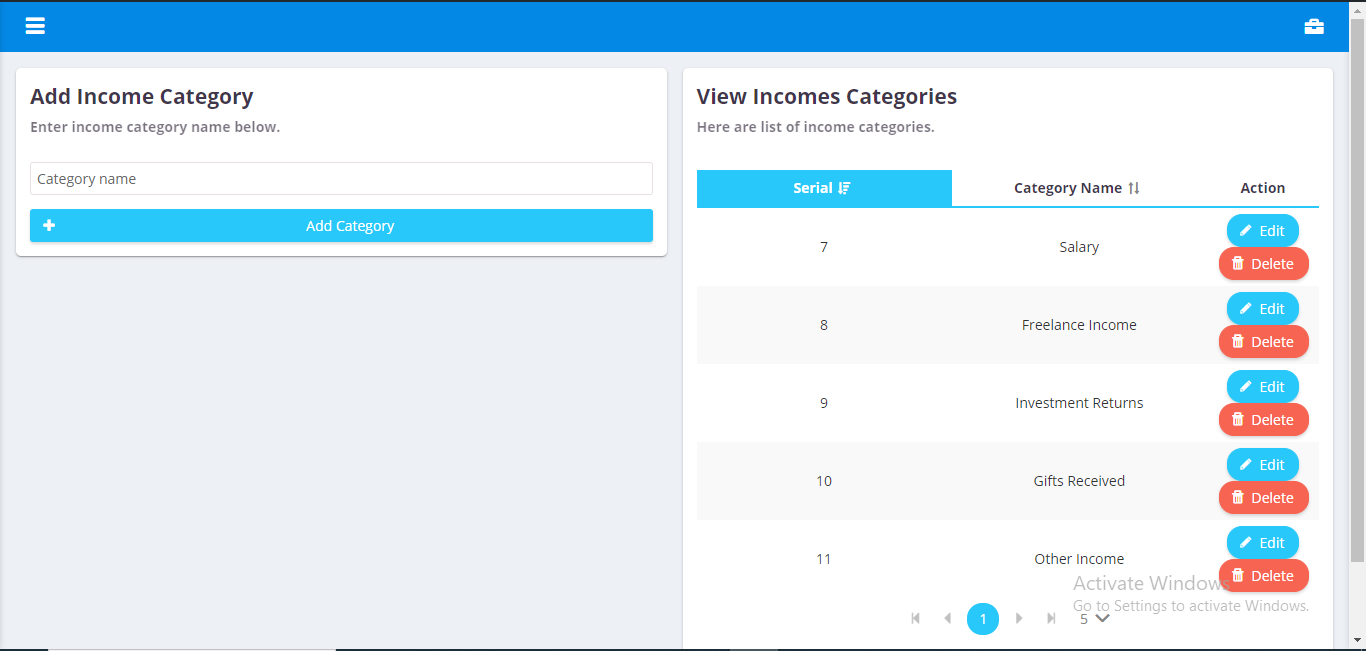 Add Income Category
Enter income category name below.
Category name
Add Category
View Incomes Categories
Here are list of income categories.
Serial Category Name Action
7 Salary Edit
Delete
8 Freelance Income Edit
Delete
9 Investment Returns Edit
Delete
10 Gifts Received Edit
Delete
11 Other Income Edit
Delete
Activate Windows
Go to Settings to activate Windows.
1 5